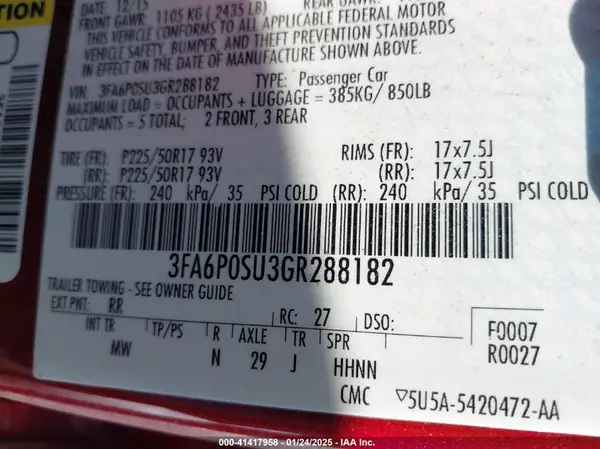 UTION
DATE: 12/15
FRONT GAWR: 1105 KG ( 2435 LB) REAR GAWR:
THIS VEHICLE CONFORMS TO ALL APPLICABLE FEDERAL MOTOR
VEHICLE SAFETY, BUMPER, AND THEFT PREVENTION STANDARDS
IN EFFECT ON THE DATE OF MANUFACTURE SHOWN ABOVE.
VIN: 3FA6P0SU3GR288182 TYPE: Passenger Car
MAXIMUM LOAD = OCCUPANTS + LUGGAGE = 385KG/ 850LB
OCCUPANTS = 5 TOTAL; 2 FRONT, 3 REAR
TIRE (FR): P225/50R17 93V RIMS (FR): 17x7.5J
(RR): P225/50R17 93V (RR): 17x7.5J
PRESSURE (FR): 240 kPa/ 35 PSI COLD (RR): 240 kPa/ 35 PSI COLD
3FA6P0SU3GR288182
TRAILER TOWING - SEE OWNER GUIDE
EXT PNT: RR RC: 27 DSO: F0007
INT TR TP/PS R AXLE TR SPR R0027
MW N 29 J HHNN
CMC ▽5U5A-5420472-AA
000-41417958 - 01/24/2025 - IAA Inc.